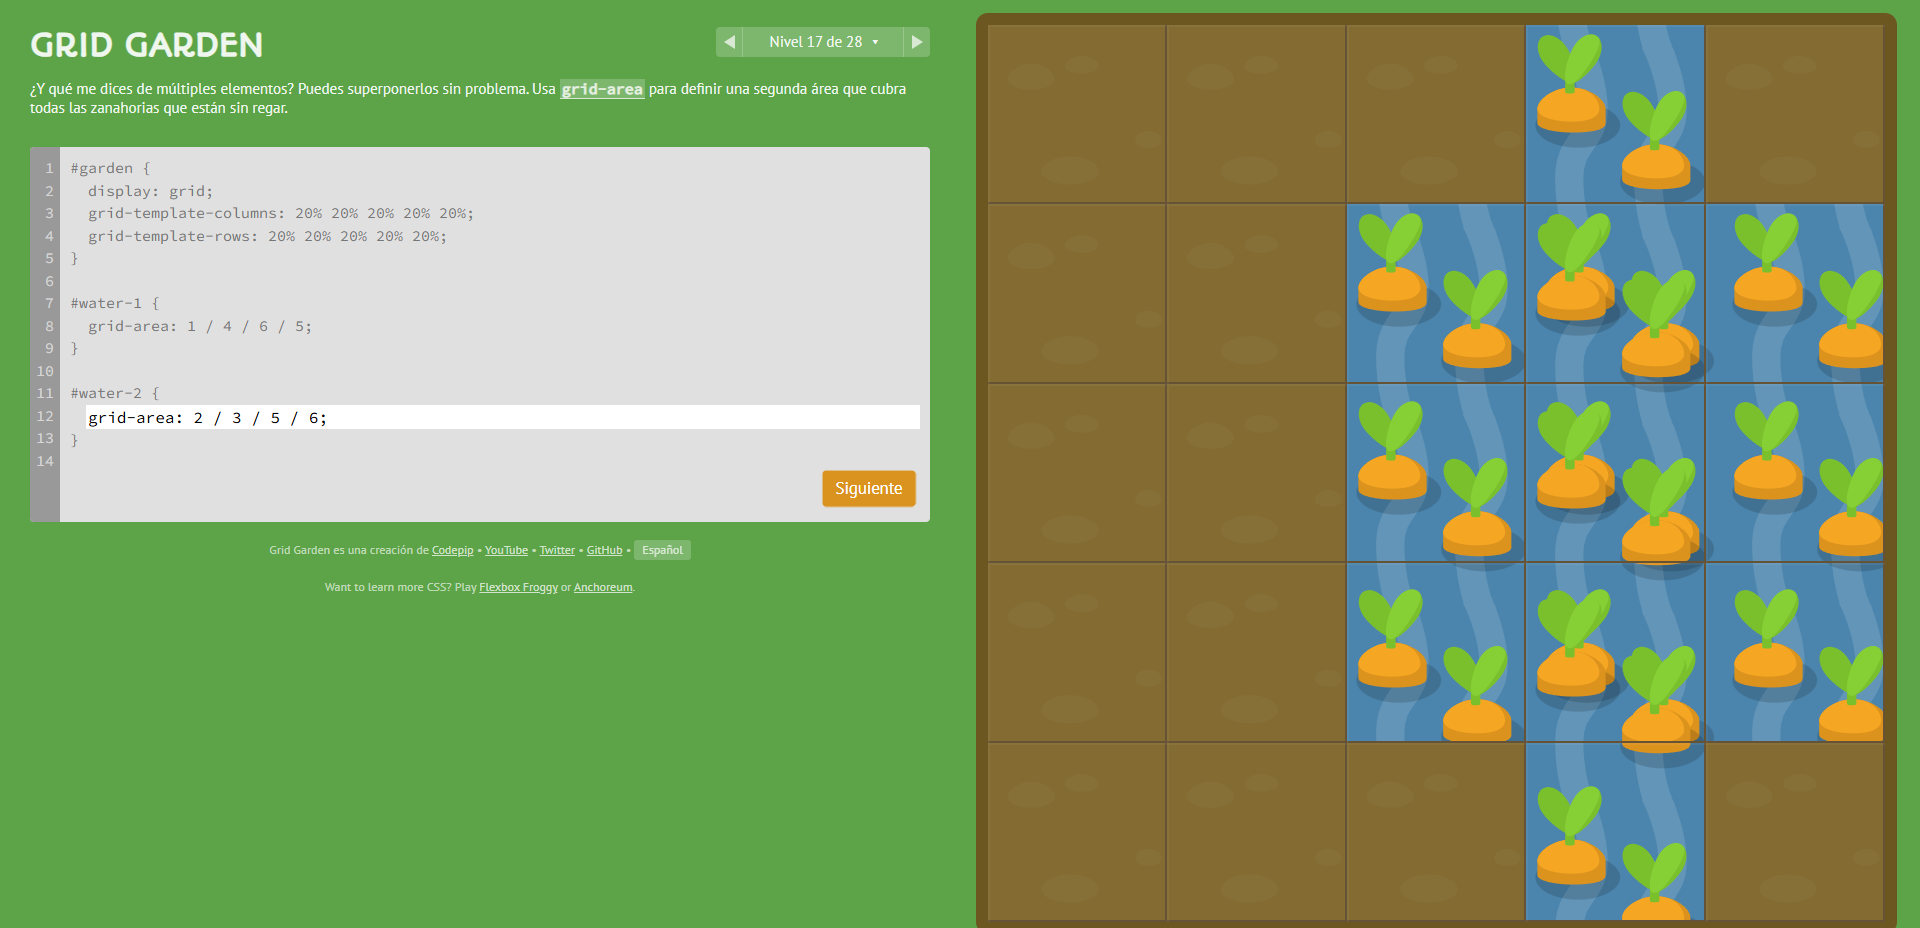 GRID GARDEN
◀ Nivel 17 de 28 ▾ ▶
¿Y qué me dices de múltiples elementos? Puedes superponerlos sin problema. Usa grid-area para definir una segunda área que cubra
todas las zanahorias que están sin regar.
1 #garden {
2   display: grid;
3   grid-template-columns: 20% 20% 20% 20% 20%;
4   grid-template-rows: 20% 20% 20% 20% 20%;
5 }
6
7 #water-1 {
8   grid-area: 1 / 4 / 6 / 5;
9 }
10
11 #water-2 {
12   grid-area: 2 / 3 / 5 / 6;
13 }
14
Siguiente
Grid Garden es una creación de Codepip • YouTube • Twitter • GitHub • Español
Want to learn more CSS? Play Flexbox Froggy or Anchoreum.